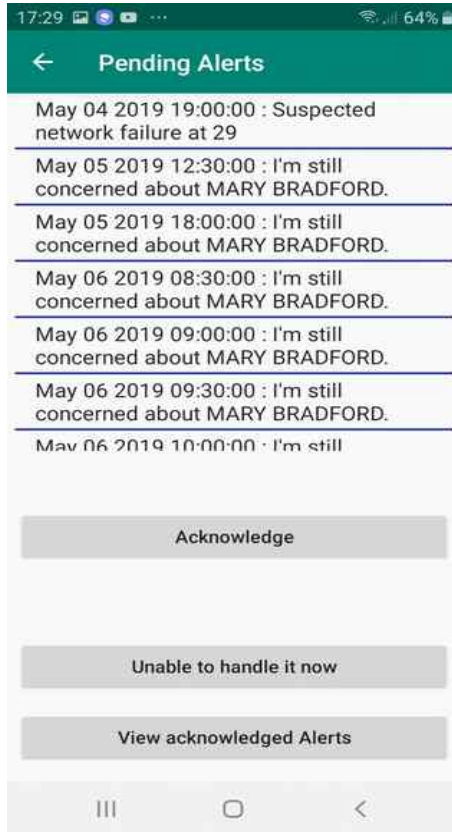 17:29 ... 64%
Pending Alerts
May 04 2019 19:00:00 : Suspected
network failure at 29
May 05 2019 12:30:00 : I'm still
concerned about MARY BRADFORD.
May 05 2019 18:00:00 : I'm still
concerned about MARY BRADFORD.
May 06 2019 08:30:00 : I'm still
concerned about MARY BRADFORD.
May 06 2019 09:00:00 : I'm still
concerned about MARY BRADFORD.
May 06 2019 09:30:00 : I'm still
concerned about MARY BRADFORD.
May 06 2019 10:00:00 : I'm still
Acknowledge
Unable to handle it now
View acknowledged Alerts